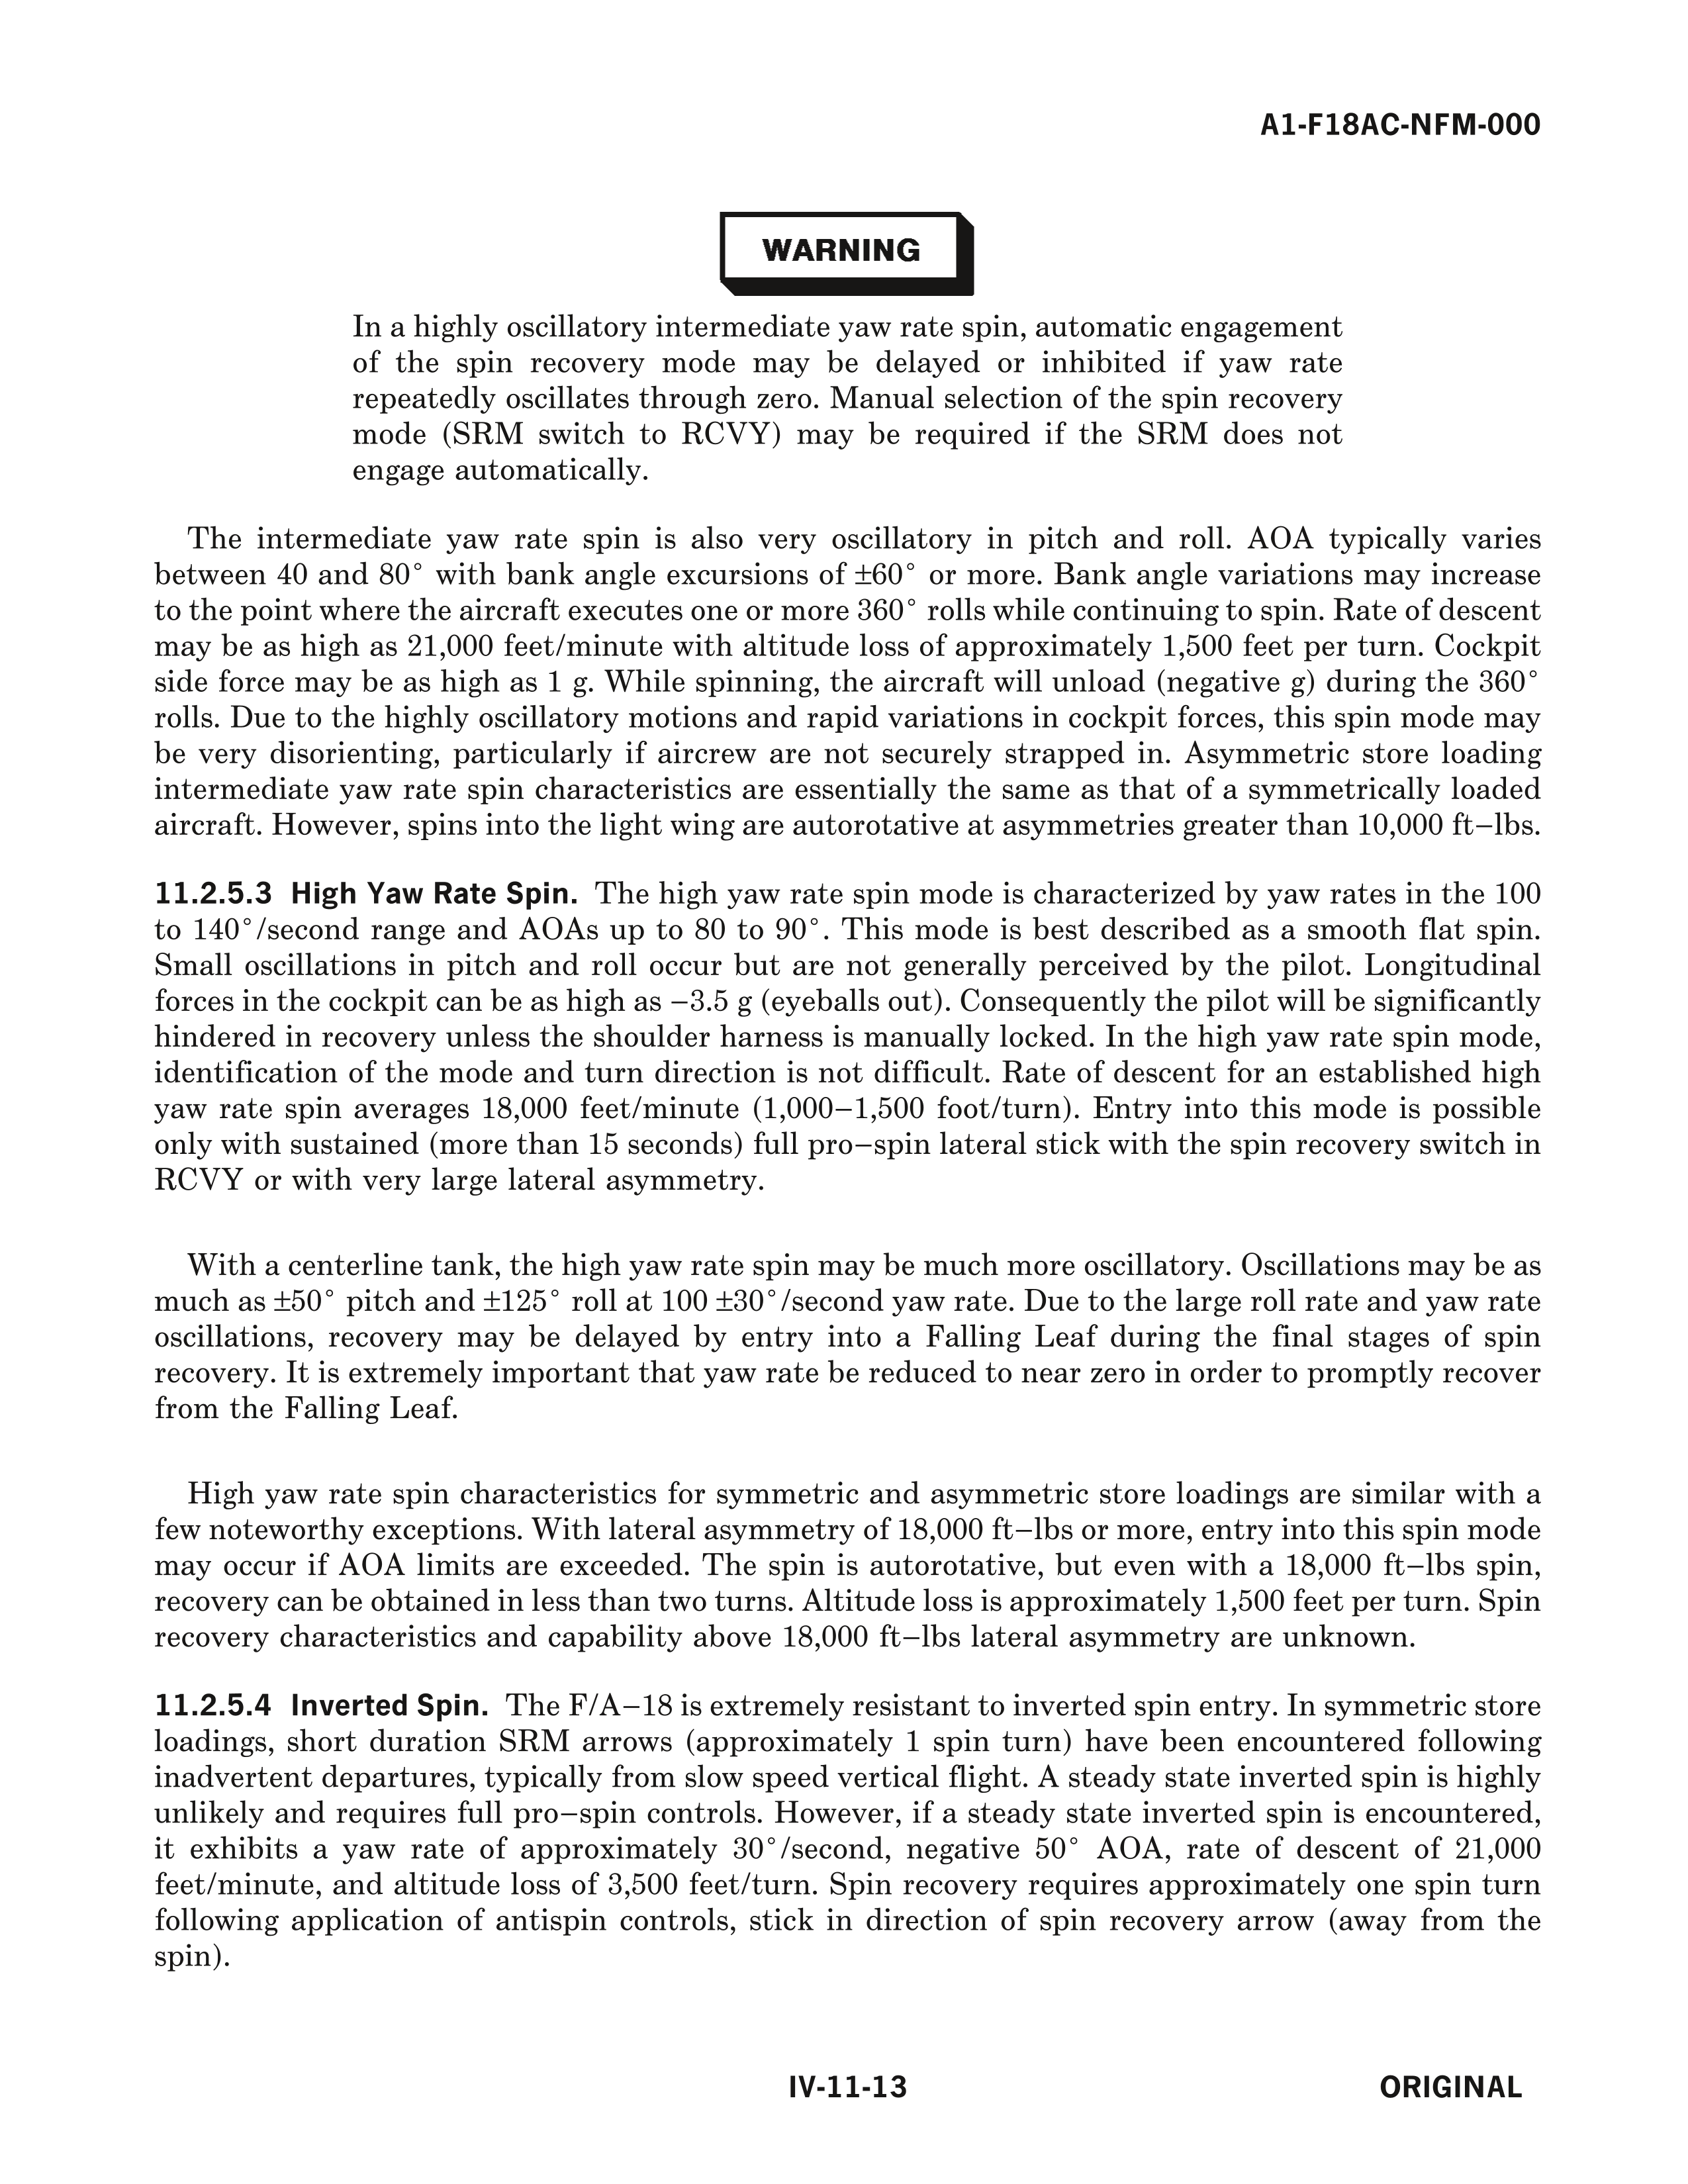 A1-F18AC-NFM-000
WARNING
In a highly oscillatory intermediate yaw rate spin, automatic engagement
of the spin recovery mode may be delayed or inhibited if yaw rate
repeatedly oscillates through zero. Manual selection of the spin recovery
mode (SRM switch to RCVY) may be required if the SRM does not
engage automatically.
The intermediate yaw rate spin is also very oscillatory in pitch and roll. AOA typically varies
between 40 and 80° with bank angle excursions of ±60° or more. Bank angle variations may increase
to the point where the aircraft executes one or more 360° rolls while continuing to spin. Rate of descent
may be as high as 21,000 feet/minute with altitude loss of approximately 1,500 feet per turn. Cockpit
side force may be as high as 1 g. While spinning, the aircraft will unload (negative g) during the 360°
rolls. Due to the highly oscillatory motions and rapid variations in cockpit forces, this spin mode may
be very disorienting, particularly if aircrew are not securely strapped in. Asymmetric store loading
intermediate yaw rate spin characteristics are essentially the same as that of a symmetrically loaded
aircraft. However, spins into the light wing are autorotative at asymmetries greater than 10,000 ft−lbs.
11.2.5.3 High Yaw Rate Spin. The high yaw rate spin mode is characterized by yaw rates in the 100
to 140°/second range and AOAs up to 80 to 90°. This mode is best described as a smooth flat spin.
Small oscillations in pitch and roll occur but are not generally perceived by the pilot. Longitudinal
forces in the cockpit can be as high as −3.5 g (eyeballs out). Consequently the pilot will be significantly
hindered in recovery unless the shoulder harness is manually locked. In the high yaw rate spin mode,
identification of the mode and turn direction is not difficult. Rate of descent for an established high
yaw rate spin averages 18,000 feet/minute (1,000−1,500 foot/turn). Entry into this mode is possible
only with sustained (more than 15 seconds) full pro−spin lateral stick with the spin recovery switch in
RCVY or with very large lateral asymmetry.
With a centerline tank, the high yaw rate spin may be much more oscillatory. Oscillations may be as
much as ±50° pitch and ±125° roll at 100 ±30°/second yaw rate. Due to the large roll rate and yaw rate
oscillations, recovery may be delayed by entry into a Falling Leaf during the final stages of spin
recovery. It is extremely important that yaw rate be reduced to near zero in order to promptly recover
from the Falling Leaf.
High yaw rate spin characteristics for symmetric and asymmetric store loadings are similar with a
few noteworthy exceptions. With lateral asymmetry of 18,000 ft−lbs or more, entry into this spin mode
may occur if AOA limits are exceeded. The spin is autorotative, but even with a 18,000 ft−lbs spin,
recovery can be obtained in less than two turns. Altitude loss is approximately 1,500 feet per turn. Spin
recovery characteristics and capability above 18,000 ft−lbs lateral asymmetry are unknown.
11.2.5.4 Inverted Spin. The F/A−18 is extremely resistant to inverted spin entry. In symmetric store
loadings, short duration SRM arrows (approximately 1 spin turn) have been encountered following
inadvertent departures, typically from slow speed vertical flight. A steady state inverted spin is highly
unlikely and requires full pro−spin controls. However, if a steady state inverted spin is encountered,
it exhibits a yaw rate of approximately 30°/second, negative 50° AOA, rate of descent of 21,000
feet/minute, and altitude loss of 3,500 feet/turn. Spin recovery requires approximately one spin turn
following application of antispin controls, stick in direction of spin recovery arrow (away from the
spin).
IV-11-13
ORIGINAL